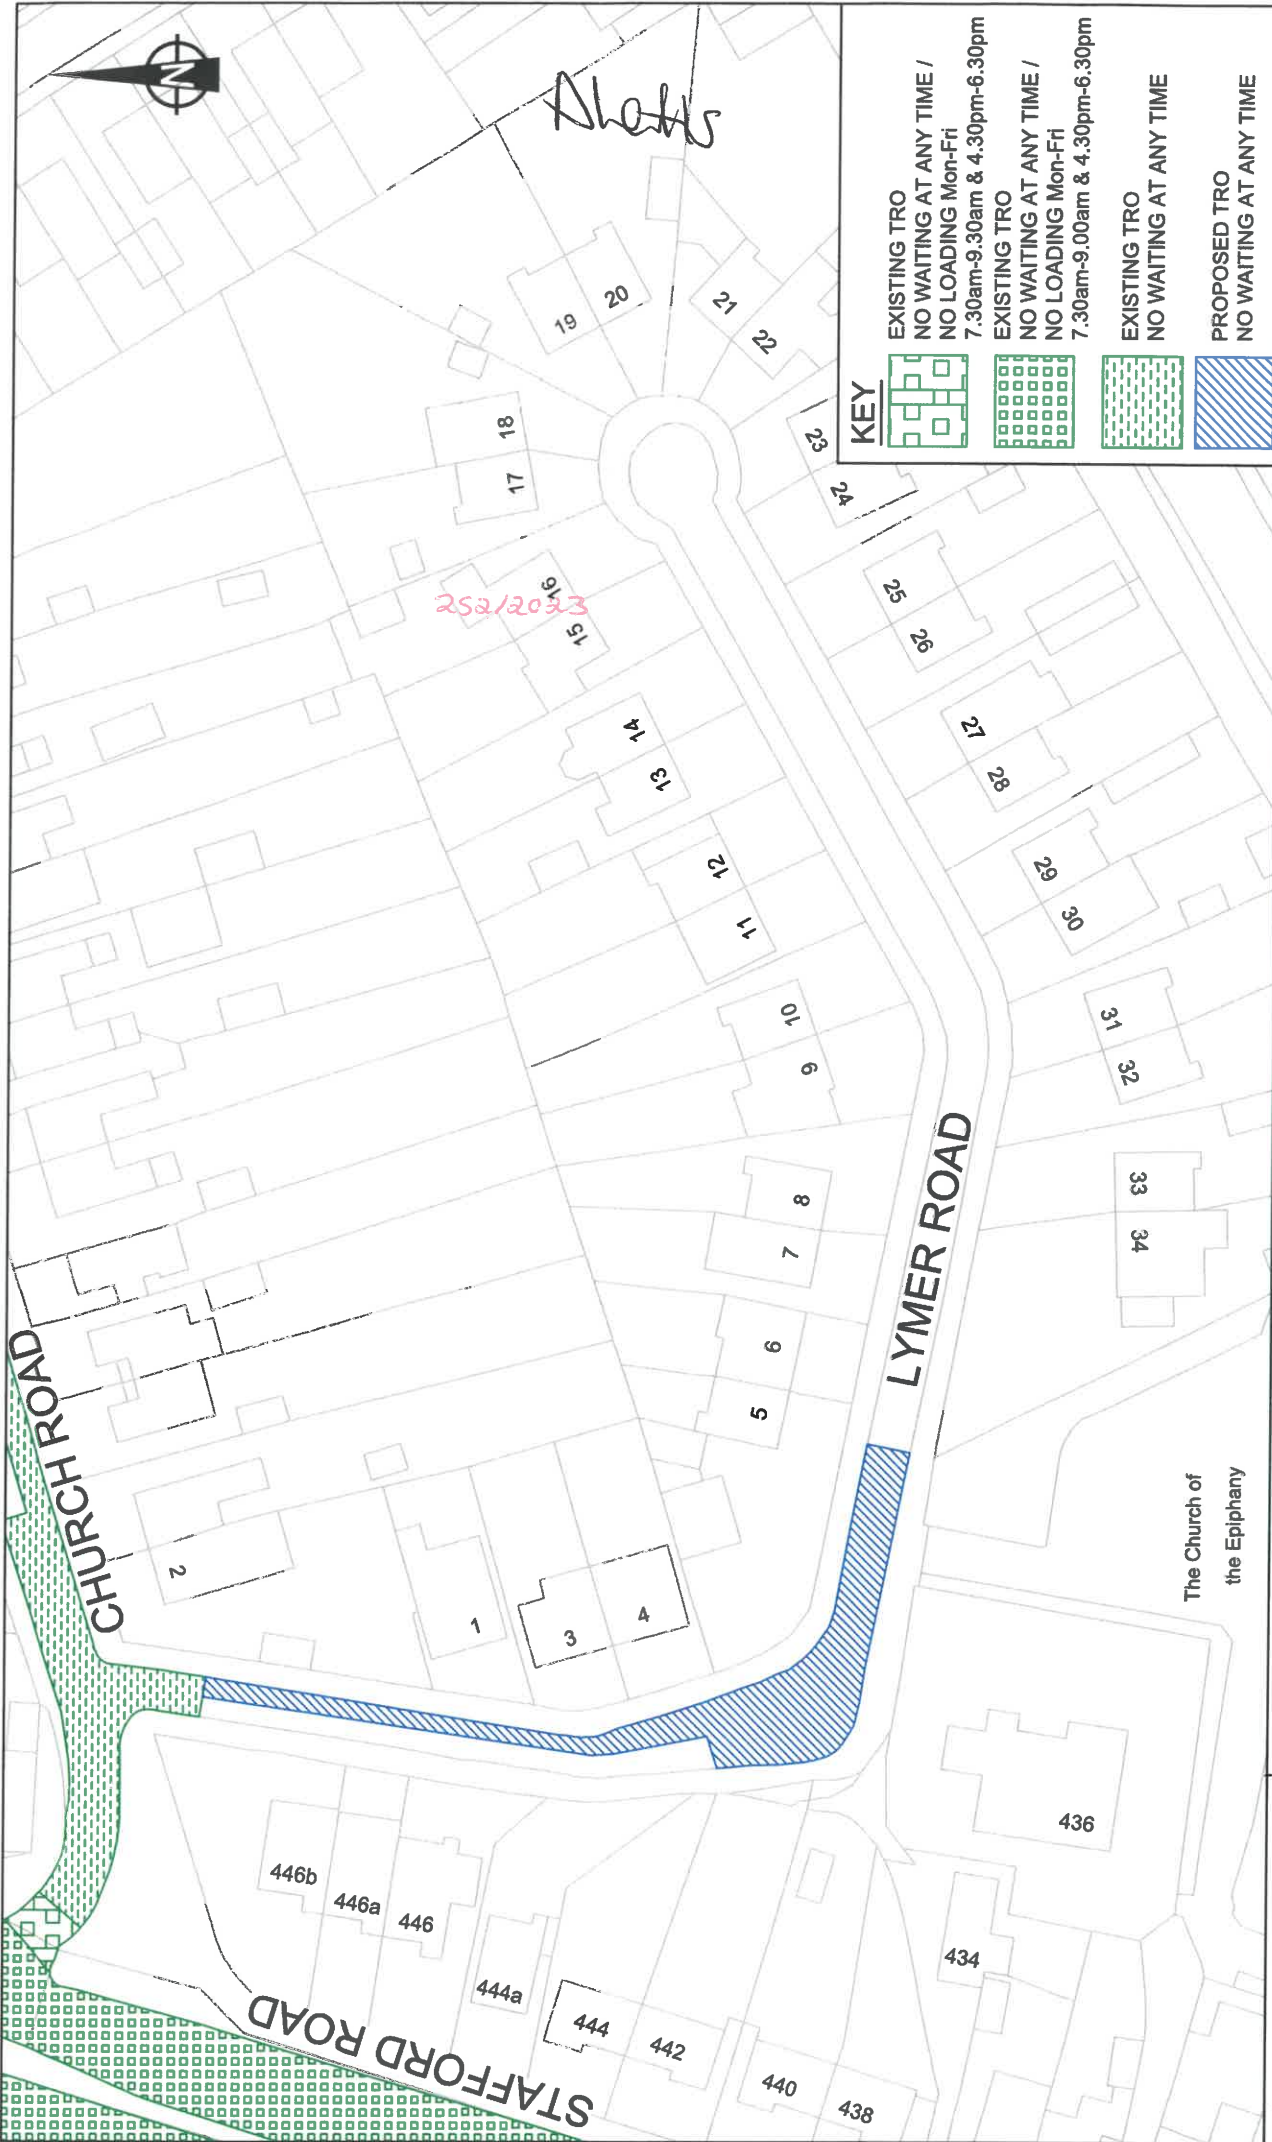 N
CHURCH ROAD
STAFFORD ROAD
LYMER ROAD
252/2023
1
2
3
4
5
6
7
8
9
10
11
12
13
14
15
16
17
18
19
20
21
22
23
24
25
26
27
28
29
30
31
32
33
34
446b
446a
446
444a
444
442
440
438
436
434
The Church of
the Epiphany
KEY
EXISTING TRO
NO WAITING AT ANY TIME /
NO LOADING Mon-Fri
7.30am-9.30am & 4.30pm-6.30pm
EXISTING TRO
NO WAITING AT ANY TIME /
NO LOADING Mon-Fri
7.30am-9.00am & 4.30pm-6.30pm
EXISTING TRO
NO WAITING AT ANY TIME
PROPOSED TRO
NO WAITING AT ANY TIME